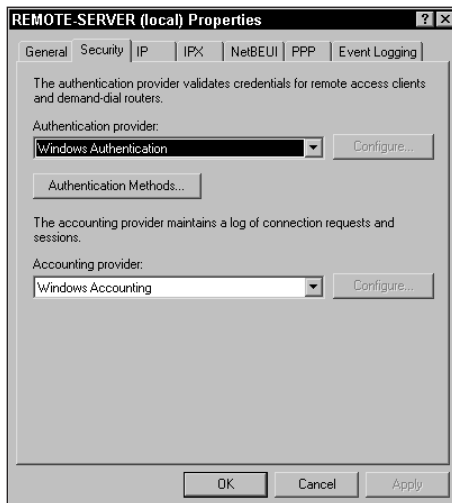 REMOTE-SERVER (local) Properties
General Security IP IPX NetBEUI PPP Event Logging
The authentication provider validates credentials for remote access clients
and demand-dial routers.
Authentication provider:
Windows Authentication Configure...
Authentication Methods...
The accounting provider maintains a log of connection requests and
sessions.
Accounting provider:
Windows Accounting Configure...
OK Cancel Apply